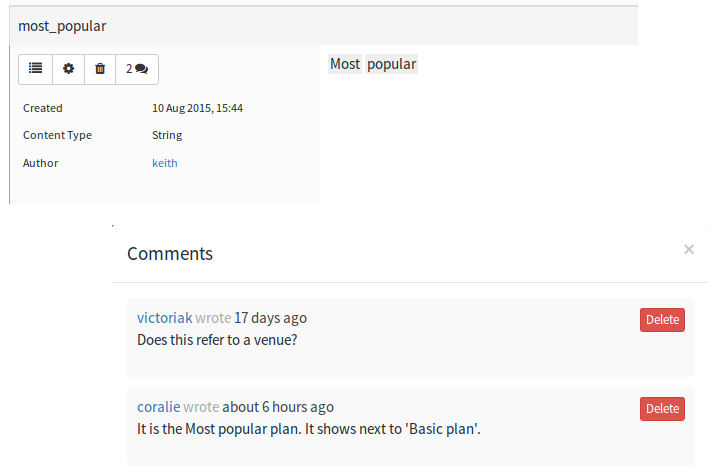 most_popular
2
Most popular
Created 10 Aug 2015, 15:44
Content Type String
Author keith
Comments ×
victoriak wrote 17 days ago Delete
Does this refer to a venue?
coralie wrote about 6 hours ago Delete
It is the Most popular plan. It shows next to 'Basic plan'.